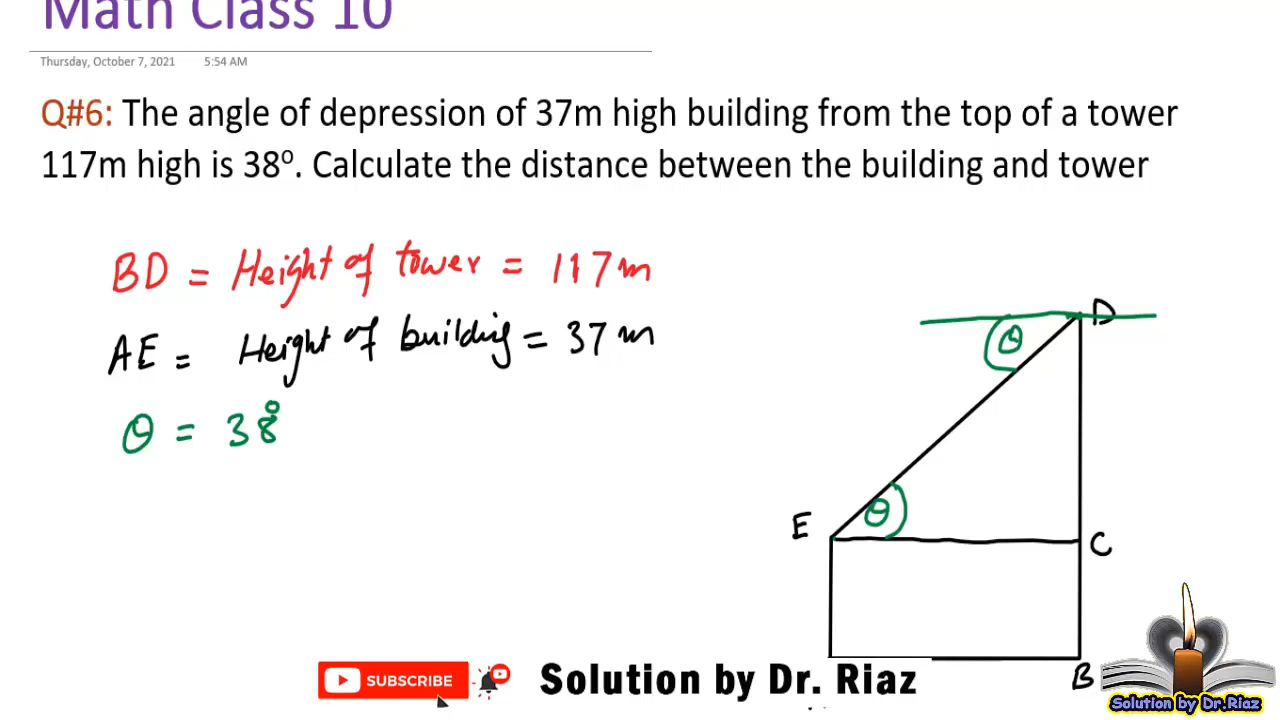 Math Class 10
Thursday, October 7, 2021 5:54 AM
Q#6: The angle of depression of 37m high building from the top of a tower
117m high is 38º. Calculate the distance between the building and tower
BD = Height of tower = 117 m
AE = Height of building = 37 m
θ = 38°
D
θ
θ
E
C
B
SUBSCRIBE
Solution by Dr. Riaz
Solution by Dr.Riaz